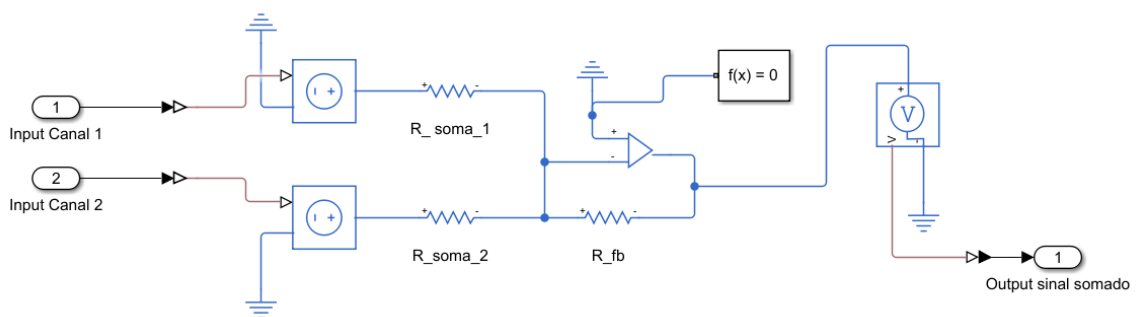 f(x) = 0
1
Input Canal 1
R_ soma_1
V
V
2
Input Canal 2
R_soma_2
R_fb
1
Output sinal somado